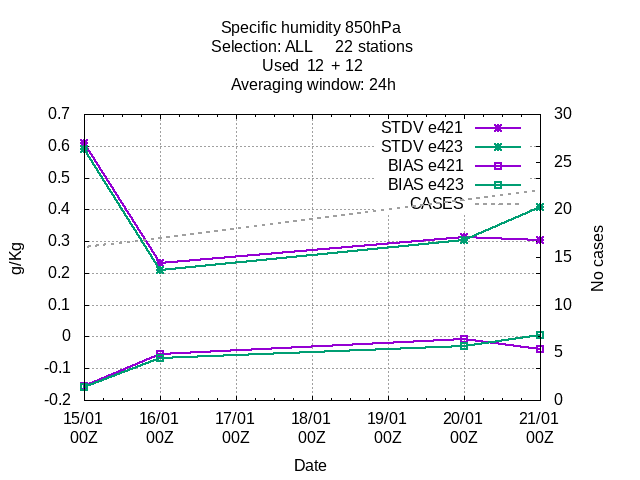 Specific humidity 850hPa
Selection: ALL 22 stations
Used 12 + 12
Averaging window: 24h
0.7
0.6
0.5
0.4
0.3
0.2
0.1
0
-0.1
-0.2
g/Kg
STDV e421
STDV e423
BIAS e421
BIAS e423
CASES
30
25
20
15
10
5
0
No cases
15/01 16/01 17/01 18/01 19/01 20/01 21/01
00Z 00Z 00Z 00Z 00Z 00Z 00Z
Date